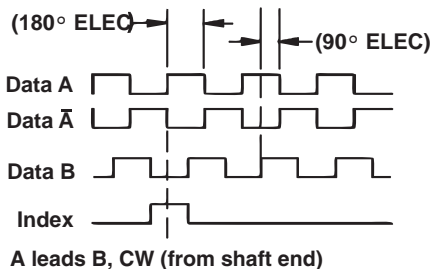 (180° ELEC)
(90° ELEC)
Data A
Data A̅
Data B
Index
A leads B, CW (from shaft end)